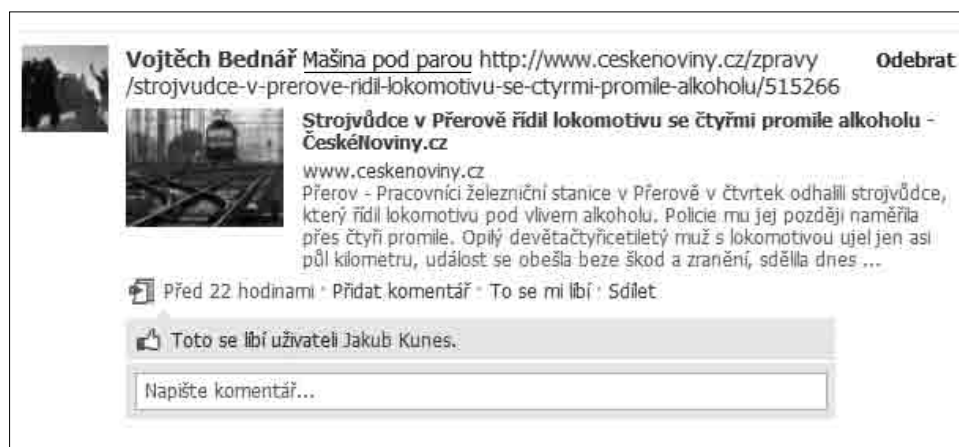 Vojtěch Bednář Mašina pod parou http://www.ceskenoviny.cz/zpravy Odebrat
/strojvudce-v-prerove-ridil-lokomotivu-se-ctyrmi-promile-alkoholu/515266
Strojvůdce v Přerově řídil lokomotivu se čtyřmi promile alkoholu -
ČeskéNoviny.cz
www.ceskenoviny.cz
Přerov - Pracovníci železniční stanice v Přerově v čtvrtek odhalili strojvůdce,
který řídil lokomotivu pod vlivem alkoholu. Policie mu jej později naměřila
přes čtyři promile. Opilý devětačtyřicetiletý muž s lokomotivou ujel jen asi
půl kilometru, událost se obešla beze škod a zranění, sdělila dnes ...
Před 22 hodinami · Přidat komentář · To se mi líbí · Sdílet
Toto se líbí uživateli Jakub Kunes.
Napište komentář...